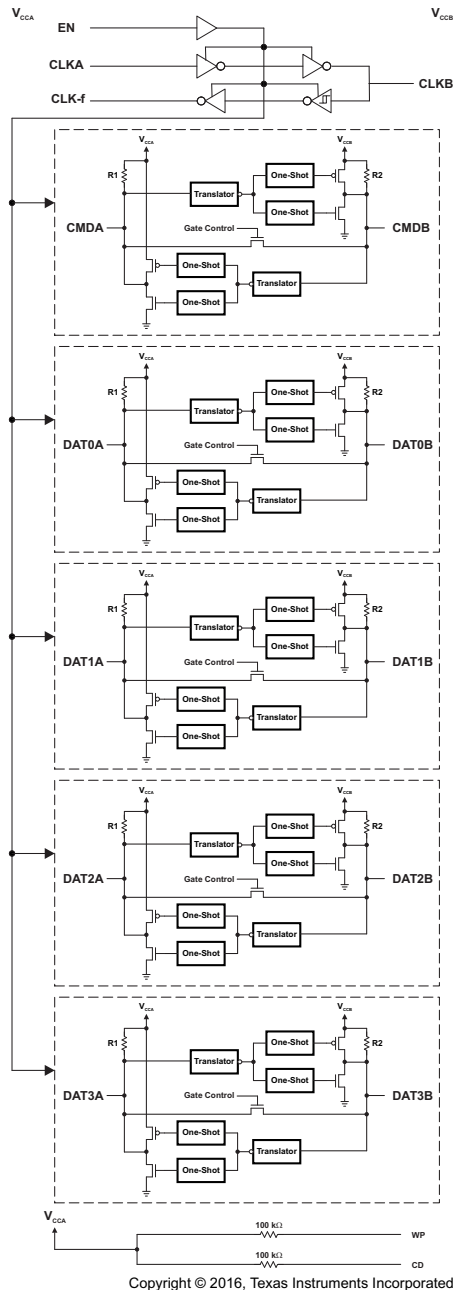 VCCA VCCB
EN
CLKA
CLKB
CLK-f
VCCA VCCB
R1 One-Shot R2
Translator
One-Shot
CMDA Gate Control CMDB
One-Shot
Translator
One-Shot
VCCA VCCB
R1 One-Shot R2
Translator
One-Shot
DAT0A Gate Control DAT0B
One-Shot
Translator
One-Shot
VCCA VCCB
R1 One-Shot R2
Translator
One-Shot
DAT1A Gate Control DAT1B
One-Shot
Translator
One-Shot
VCCA VCCB
R1 One-Shot R2
Translator
One-Shot
DAT2A Gate Control DAT2B
One-Shot
Translator
One-Shot
VCCA VCCB
R1 One-Shot R2
Translator
One-Shot
DAT3A Gate Control DAT3B
One-Shot
Translator
One-Shot
VCCA
100 kΩ WP
100 kΩ CD
Copyright © 2016, Texas Instruments Incorporated